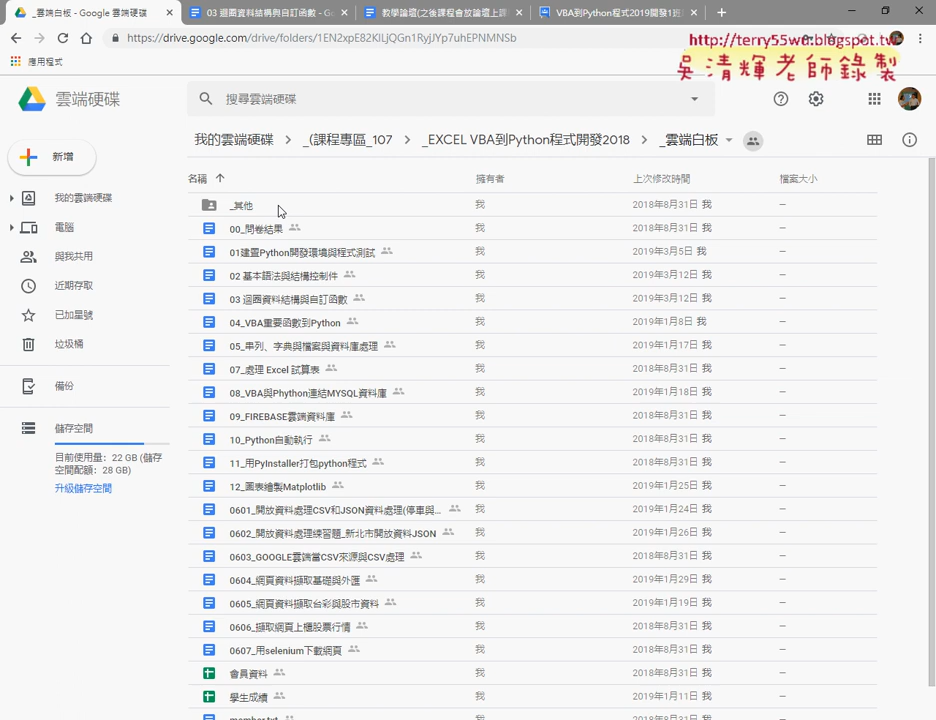 _雲端白板 - Google 雲端硬碟
03 迴圈資料結構與自訂函數 - Go
教學論壇(之後課程會放論壇上課
VBA到Python程式2019開發1班
https://drive.google.com/drive/folders/1EN2xpE82KlLjQGn1RyjJYp7uhEPNMNSb
http://terry55wu.blogspot.tw
吳清輝老師錄製
應用程式
雲端硬碟
搜尋雲端硬碟
我的雲端硬碟 > _(課程專區_107 > _EXCEL VBA到Python程式開發2018 > _雲端白板
新增
我的雲端硬碟
電腦
與我共用
近期存取
已加星號
垃圾桶
備份
儲存空間
目前使用量: 22 GB (儲存
空間配額: 28 GB)
升級儲存空間
名稱 擁有者 上次修改時間 檔案大小
_其他 我 2018年8月31日 我 –
00_問卷結果 我 2018年8月31日 我 –
01建置Python開發環境與程式測試 我 2019年3月5日 我 –
02 基本語法與結構控制件 我 2019年3月12日 我 –
03 迴圈資料結構與自訂函數 我 2019年3月12日 我 –
04_VBA重要函數到Python 我 2019年1月8日 我 –
05_串列、字典與檔案與資料庫處理 我 2019年1月17日 我 –
07_處理 Excel 試算表 我 2018年8月31日 我 –
08_VBA與Phython連結MYSQL資料庫 我 2019年1月18日 我 –
09_FIREBASE雲端資料庫 我 2018年8月31日 我 –
10_Python自動執行 我 2018年8月31日 我 –
11_用PyInstaller打包python程式 我 2018年8月31日 我 –
12_圖表繪製Matplotlib 我 2019年1月25日 我 –
0601_開放資料處理CSV和JSON資料處理(停車與... 我 2019年1月24日 我 –
0602_開放資料處理練習題_新北市開放資料JSON 我 2019年1月26日 我 –
0603_GOOGLE雲端當CSV來源與CSV處理 我 2018年8月31日 我 –
0604_網頁資料擷取基礎與外匯 我 2019年1月29日 我 –
0605_網頁資料擷取台彩與股市資料 我 2019年1月19日 我 –
0606_擷取網頁上櫃股票行情 我 2018年8月31日 我 –
0607_用selenium下載網頁 我 2018年8月31日 我 –
會員資料 我 2018年8月31日 我 –
學生成績 我 2019年1月11日 我 –
member.txt 我 2018年8月31日 我 –